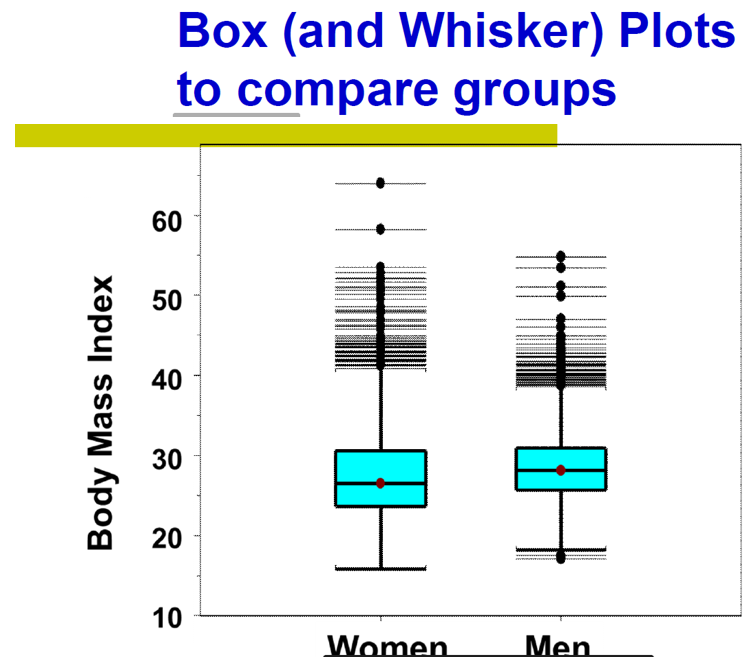 Box (and Whisker) Plots
to compare groups
60
50
40
30
20
10
Body Mass Index
Women
Men